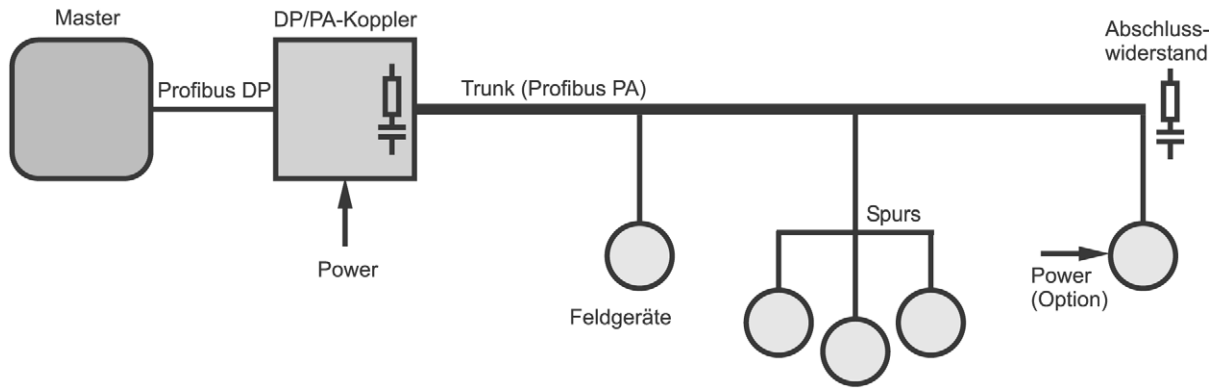 Master
DP/PA-Koppler
Abschluss-
widerstand
Profibus DP
Trunk (Profibus PA)
Spurs
Power
Power
(Option)
Feldgeräte